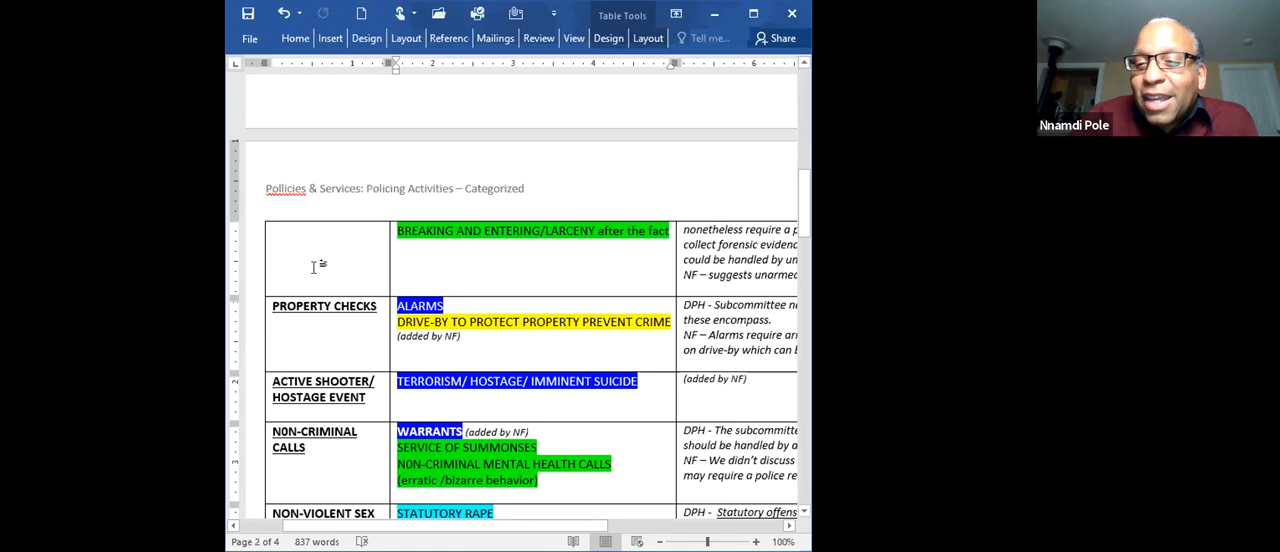 Table Tools
File Home Insert Design Layout Referenc Mailings Review View Design Layout Tell me... Share
1 2 3 4 6
Nnamdi Pole
Pollicies & Services: Policing Activities – Categorized
BREAKING AND ENTERING/LARCENY after the fact
nonetheless require a p
collect forensic evidenc
could be handled by un
NF – suggests unarmed
PROPERTY CHECKS
ALARMS
DRIVE-BY TO PROTECT PROPERTY PREVENT CRIME
(added by NF)
DPH - Subcommittee ne
these encompass.
NF – Alarms require ar
on drive-by which can b
ACTIVE SHOOTER/
HOSTAGE EVENT
TERRORISM/ HOSTAGE/ IMMINENT SUICIDE
(added by NF)
N0N-CRIMINAL
CALLS
WARRANTS (added by NF)
SERVICE OF SUMMONSES
N0N-CRIMINAL MENTAL HEALTH CALLS
(erratic /bizarre behavior)
DPH - The subcommitte
should be handled by a
NF – We didn't discuss
may require a police re
NON-VIOLENT SEX
STATUTORY RAPE
DPH - Statutory offens
Page 2 of 4 837 words
100%